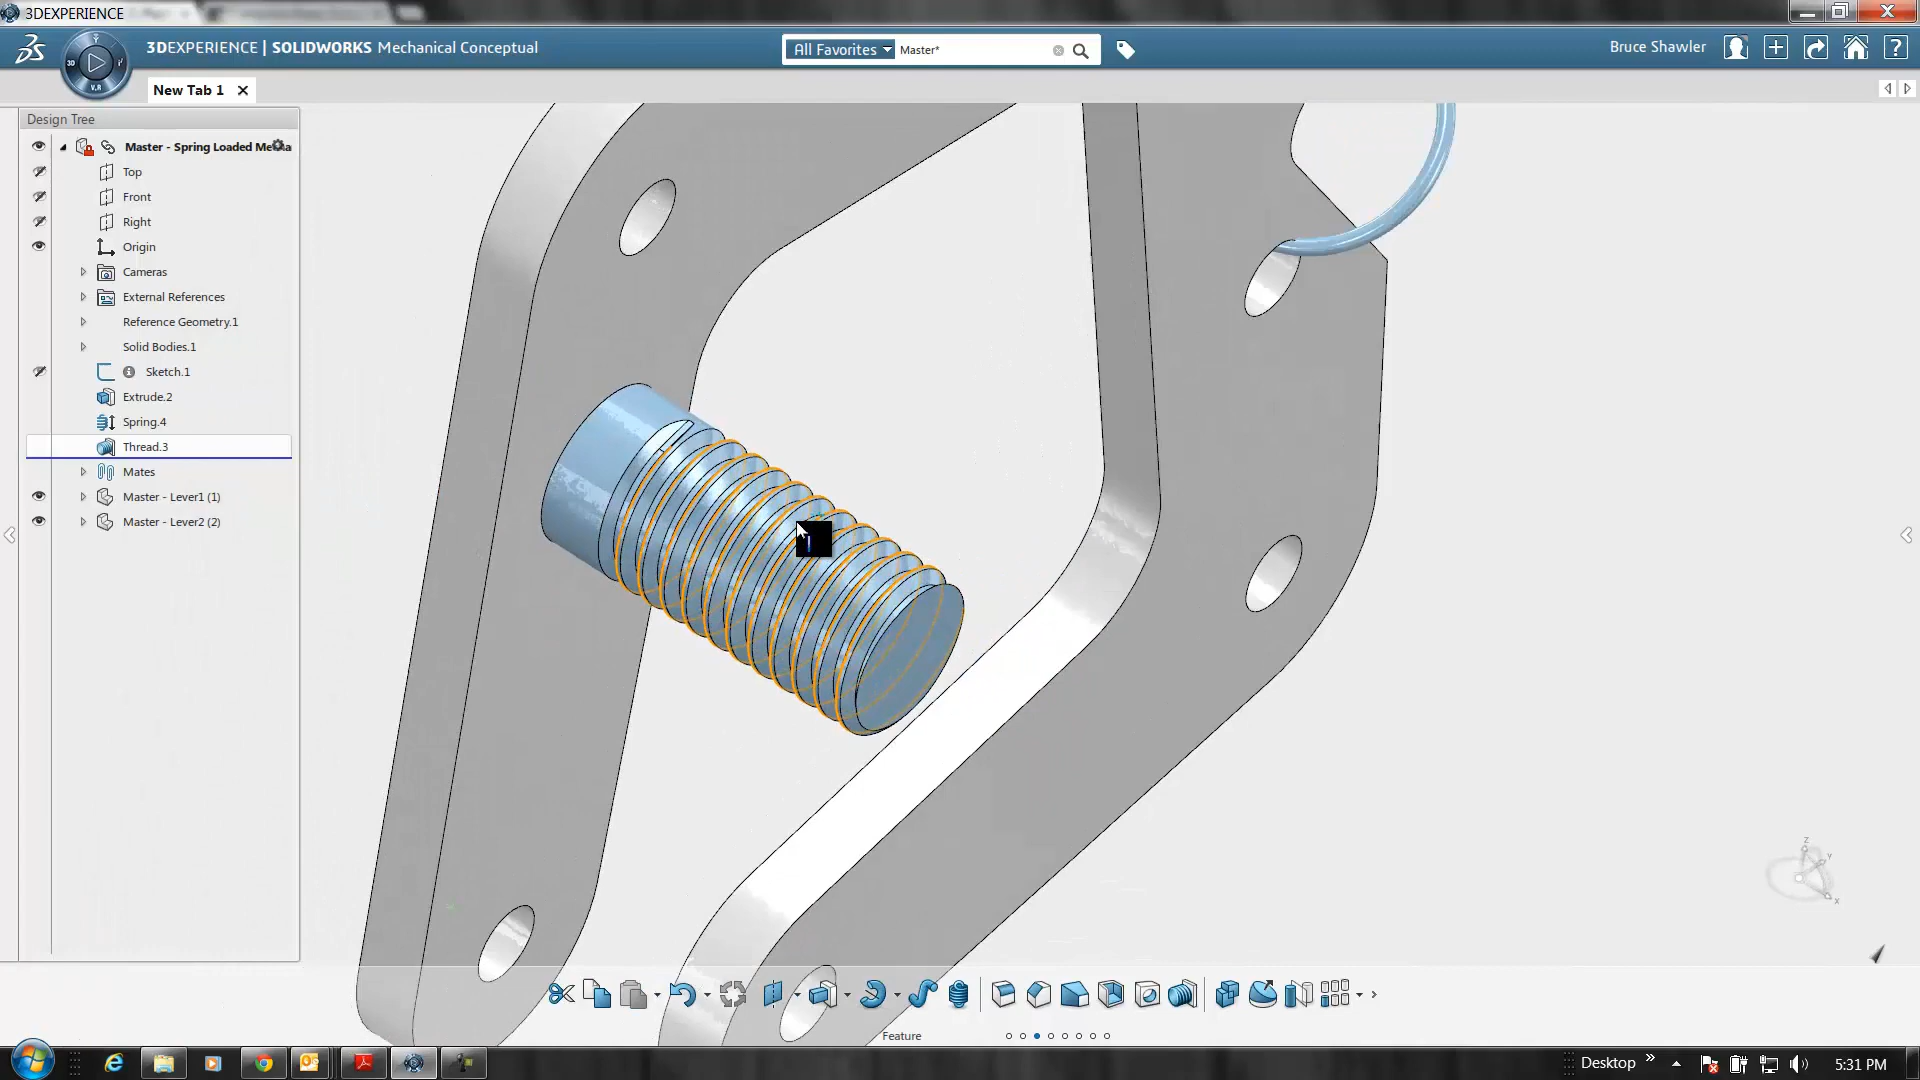 3DEXPERIENCE
3DEXPERIENCE | SOLIDWORKS Mechanical Conceptual
All Favorites
Master*
Bruce Shawler
3D
V.R
New Tab 1
Design Tree
Master - Spring Loaded Mecha
Top
Front
Right
Origin
Cameras
External References
Reference Geometry.1
Solid Bodies.1
Sketch.1
Extrude.2
Spring.4
Thread.3
Mates
Master - Lever1 (1)
Master - Lever2 (2)
Z
Y
X
Feature
Desktop
5:31 PM